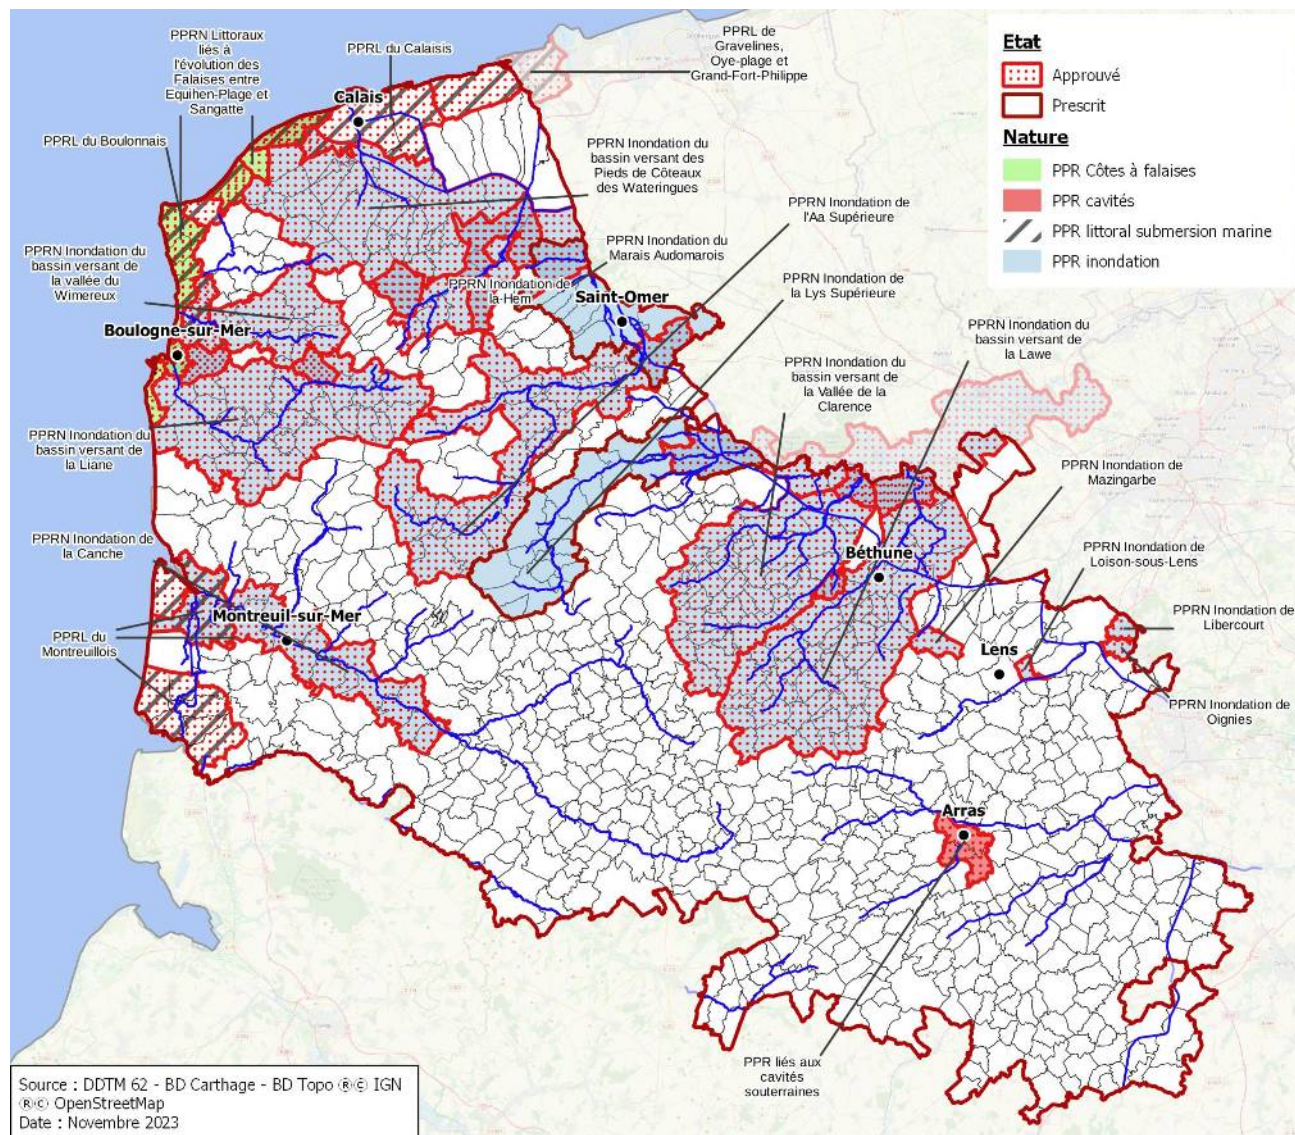 PPRN Littoraux
liés à
l'évolution des
Falaises entre
Equihen-Plage et
Sangatte
PPRL du Calaisis
PPRL de
Gravelines,
Oye-plage et
Grand-Fort-Philippe
Etat
Approuvé
Prescrit
Nature
PPR Côtes à falaises
PPR cavités
PPR littoral submersion marine
PPR inondation
Calais
PPRL du Boulonnais
PPRN Inondation du
bassin versant des
Pieds de Côteaux
des Wateringues
PPRN Inondation de
l'Aa Supérieure
PPRN Inondation du
Marais Audomarois
PPRN Inondation du
bassin versant de
la vallée du
Wimereux
PPRN Inondation de
la Hem
PPRN Inondation de
la Lys Supérieure
Saint-Omer
Boulogne-sur-Mer
PPRN Inondation du
bassin versant de
la Lawe
PPRN Inondation du
bassin versant de
la Vallée de la
Clarence
PPRN Inondation du
bassin versant de
la Liane
PPRN Inondation de
Mazingarbe
PPRN Inondation de
la Canche
Béthune
PPRN Inondation de
Loison-sous-Lens
Montreuil-sur-Mer
PPRN Inondation de
Libercourt
PPRL du
Montreuillois
Lens
PPRN Inondation de
Oignies
Arras
PPR liés aux
cavités
souterraines
Source : DDTM 62 - BD Carthage - BD Topo ®© IGN
®© OpenStreetMap
Date : Novembre 2023